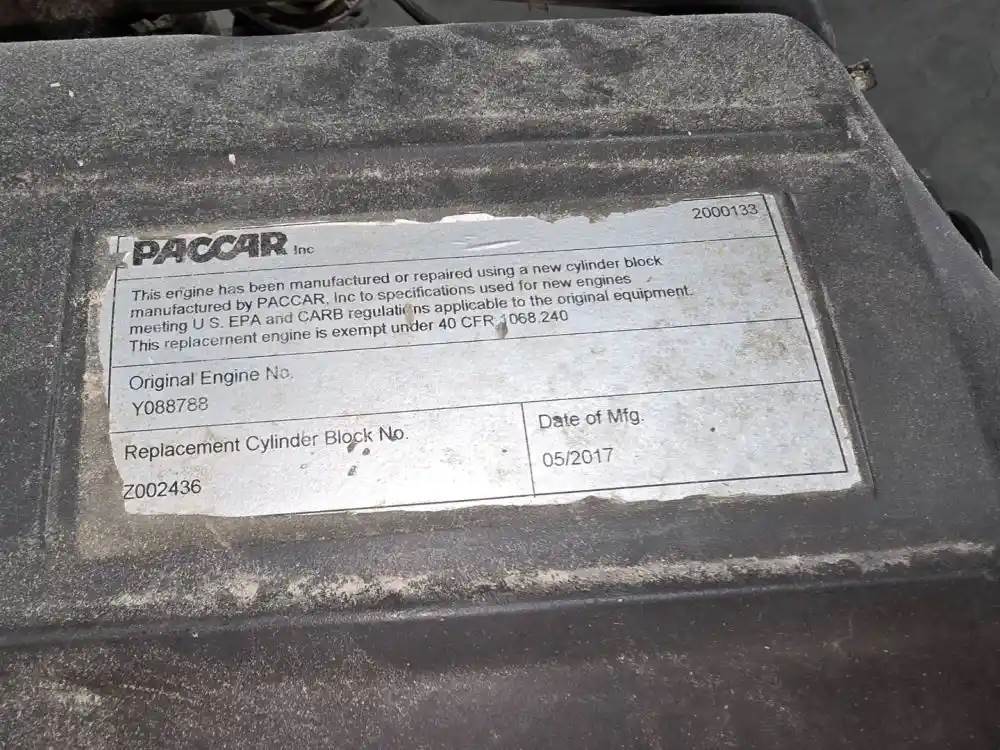 PACCAR Inc
2000133
This engine has been manufactured or repaired using a new cylinder block
manufactured by PACCAR, Inc to specifications used for new engines
meeting U S. EPA and CARB regulations applicable to the original equipment.
This replacement engine is exempt under 40 CFR 1068.240
Original Engine No.
Y088788
Replacement Cylinder Block No.
Z002436
Date of Mfg.
05/2017